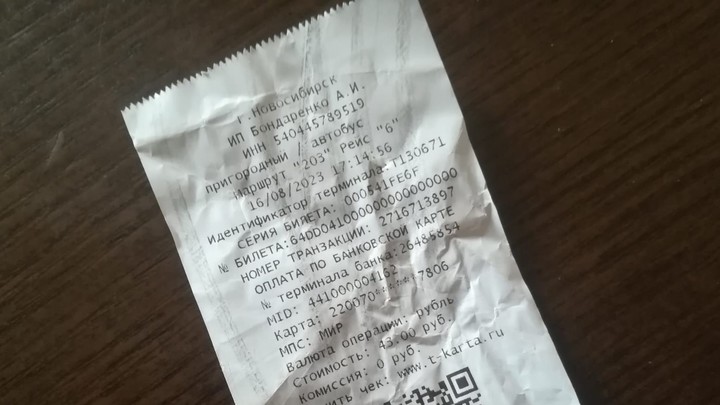 г.Новосибирск
ИП Бондаренко А.И.
ИНН 540445789519
пригородный / автобус
маршрут "203" Рейс "6"
16/08/2023 17:14:56
Идентификатор терминала:T130671
СЕРИЯ БИЛЕТА: 000541FE6F
№ БИЛЕТА:64DD0410000000000000000
НОМЕР ТРАНЗАКЦИИ: 2716713897
ОПЛАТА ПО БАНКОВСКОЙ КАРТЕ
№ терминала банка:26485854
MID: 441000004162
Карта: 220070******7806
МПС: МИР
Валюта операции: рубль
Стоимость: 43.00 руб.
Комиссия: 0 руб.
чек: www.t-karta.ru